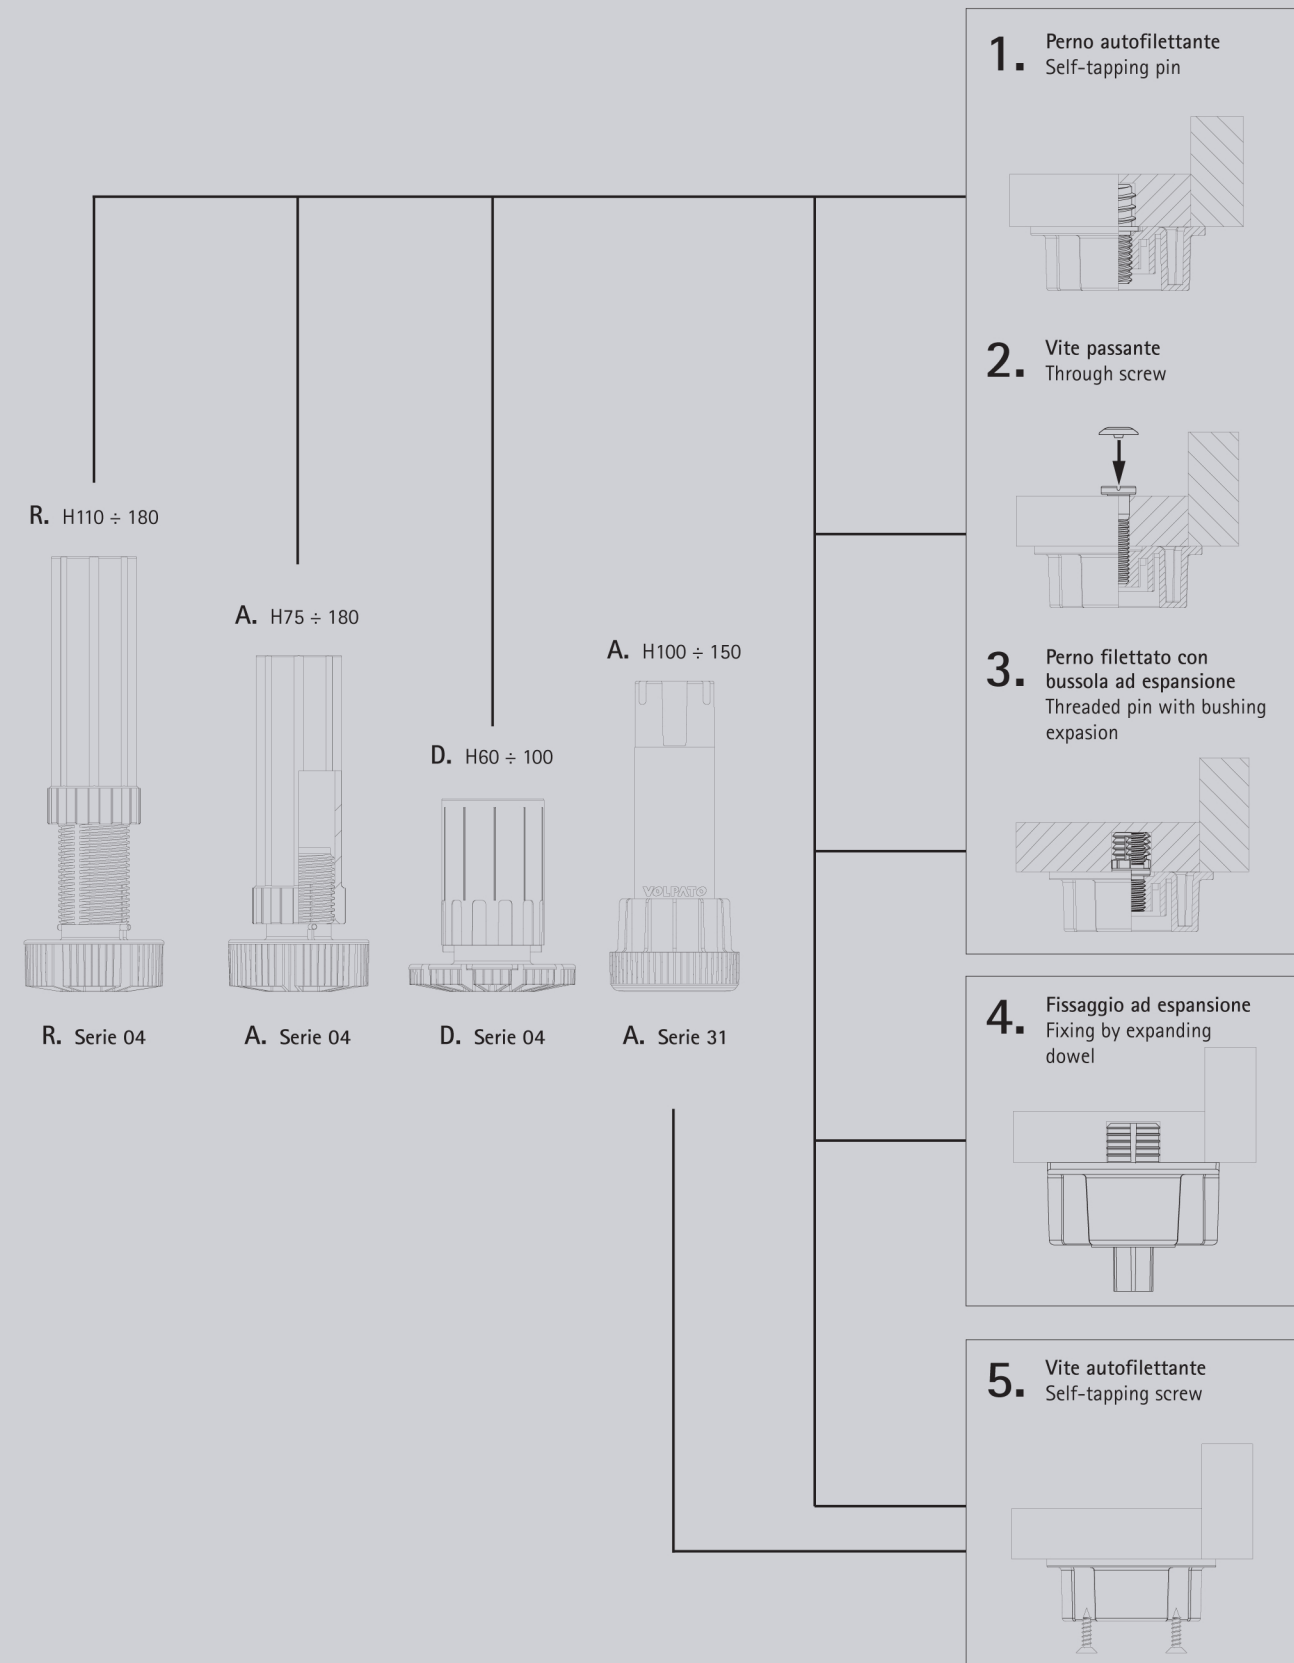 1. Perno autofilettante
Self-tapping pin
2. Vite passante
Through screw
3. Perno filettato con
bussola ad espansione
Threaded pin with bushing
expasion
R. H110 ÷ 180
A. H75 ÷ 180
D. H60 ÷ 100
A. H100 ÷ 150
VOLPATO
R. Serie 04
A. Serie 04
D. Serie 04
A. Serie 31
4. Fissaggio ad espansione
Fixing by expanding
dowel
5. Vite autofilettante
Self-tapping screw